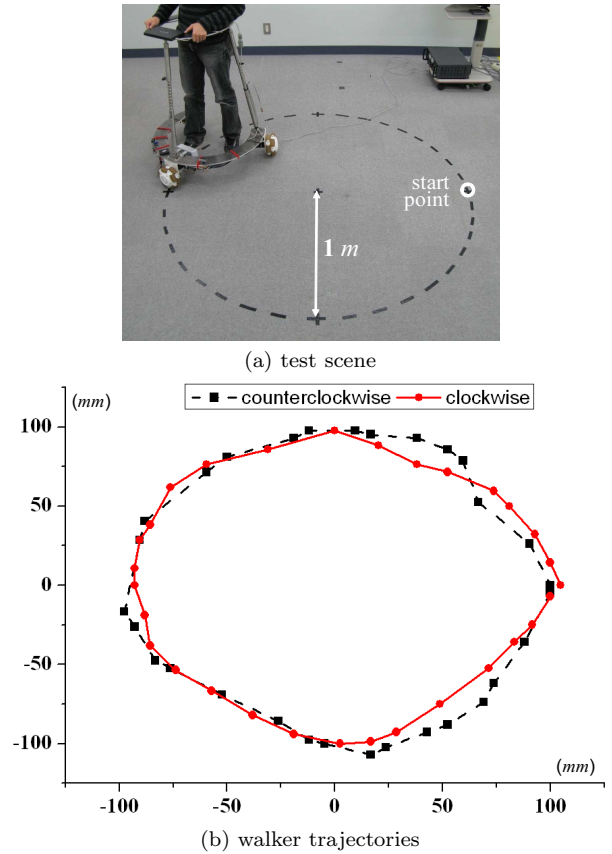 start
point
1 m
(a) test scene
(mm)
counterclockwise
clockwise
100
50
0
-50
-100
(mm)
-100
-50
0
50
100
(b) walker trajectories